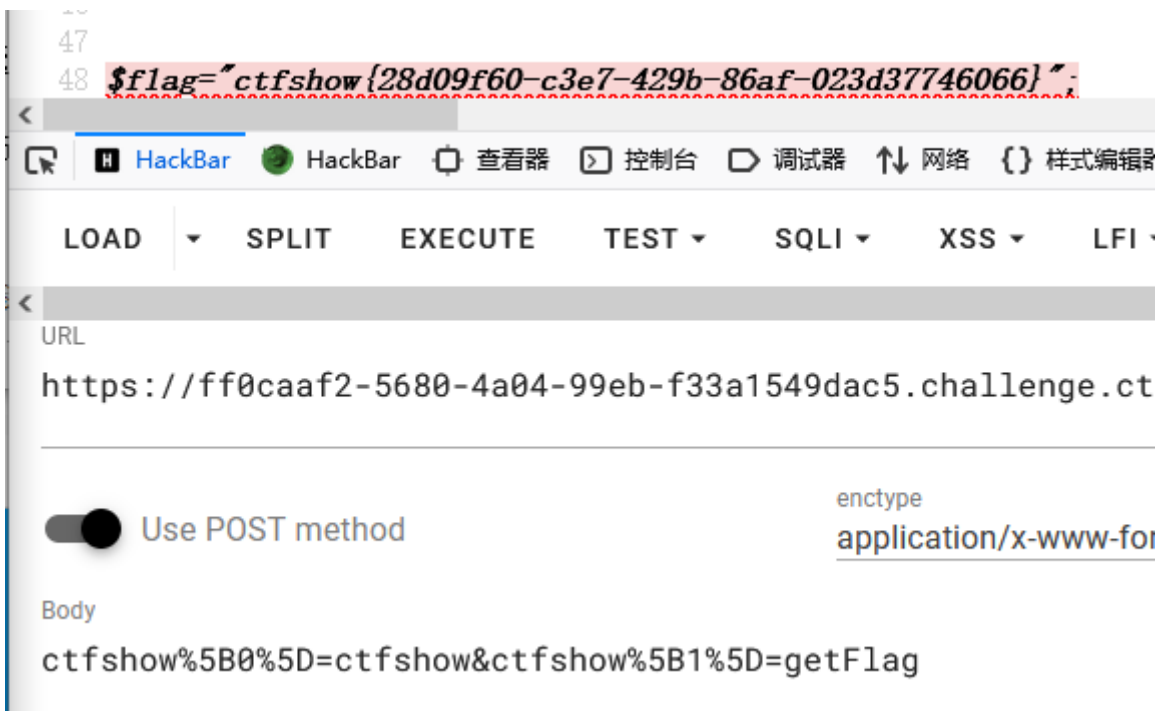 47
48 $flag="ctfshow{28d09f60-c3e7-429b-86af-023d37746066}";
HackBar HackBar 查看器 控制台 调试器 网络 样式编辑器
LOAD SPLIT EXECUTE TEST SQLI XSS LFI
URL
https://ff0caaf2-5680-4a04-99eb-f33a1549dac5.challenge.ct
Use POST method
enctype
application/x-www-for
Body
ctfshow%5B0%5D=ctfshow&ctfshow%5B1%5D=getFlag